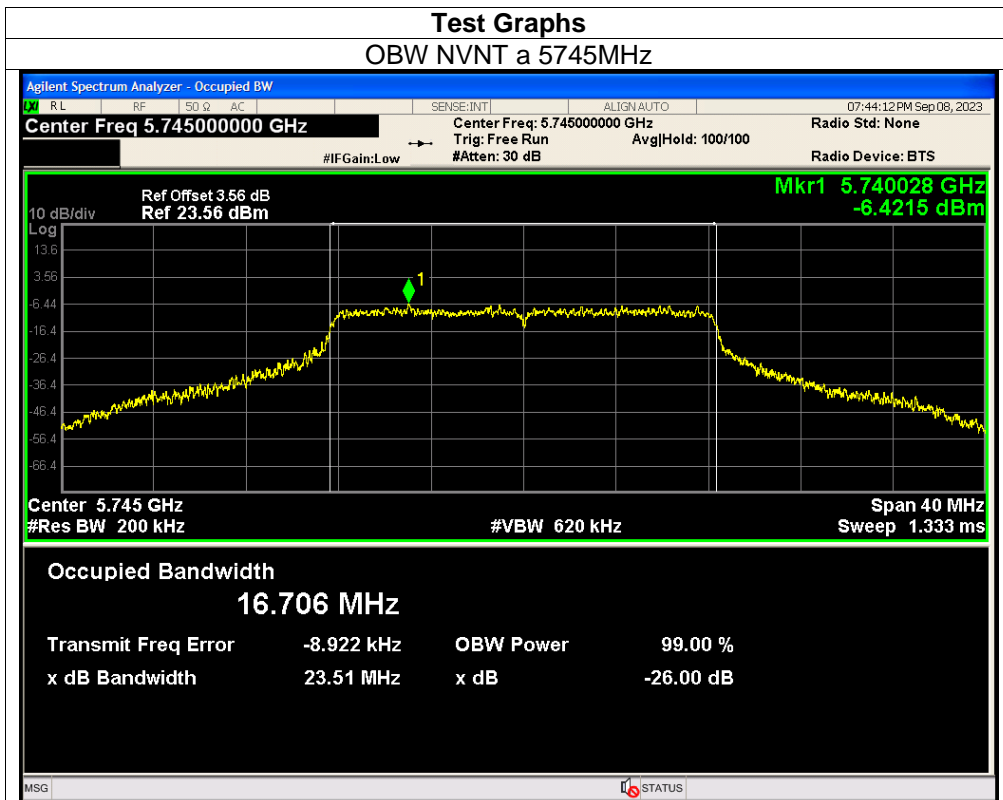 Test Graphs
OBW NVNT a 5745MHz
Agilent Spectrum Analyzer - Occupied BW
LXI RL RF 50 Ω AC SENSE:INT ALIGN AUTO 07:44:12 PM Sep 08, 2023
Center Freq 5.745000000 GHz Center Freq: 5.745000000 GHz Radio Std: None
Trig: Free Run Avg|Hold: 100/100
#IFGain:Low #Atten: 30 dB Radio Device: BTS
Mkr1 5.740028 GHz
-6.4215 dBm
Ref Offset 3.56 dB
10 dB/div Ref 23.56 dBm
Log
13.6
3.56
-6.44
-16.4
-26.4
-36.4
-46.4
-56.4
-66.4
1
Center 5.745 GHz Span 40 MHz
#Res BW 200 kHz #VBW 620 kHz Sweep 1.333 ms
Occupied Bandwidth
16.706 MHz
Transmit Freq Error -8.922 kHz OBW Power 99.00 %
x dB Bandwidth 23.51 MHz x dB -26.00 dB
MSG STATUS